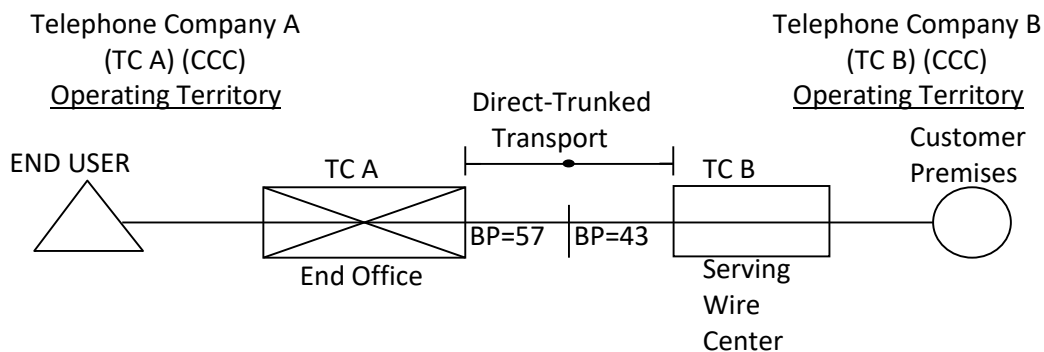 Telephone Company A
(TC A) (CCC)
Operating Territory
Telephone Company B
(TC B) (CCC)
Operating Territory
Direct-Trunked
Transport
Customer
Premises
END USER
TC A
TC B
BP=57
BP=43
End Office
Serving
Wire
Center